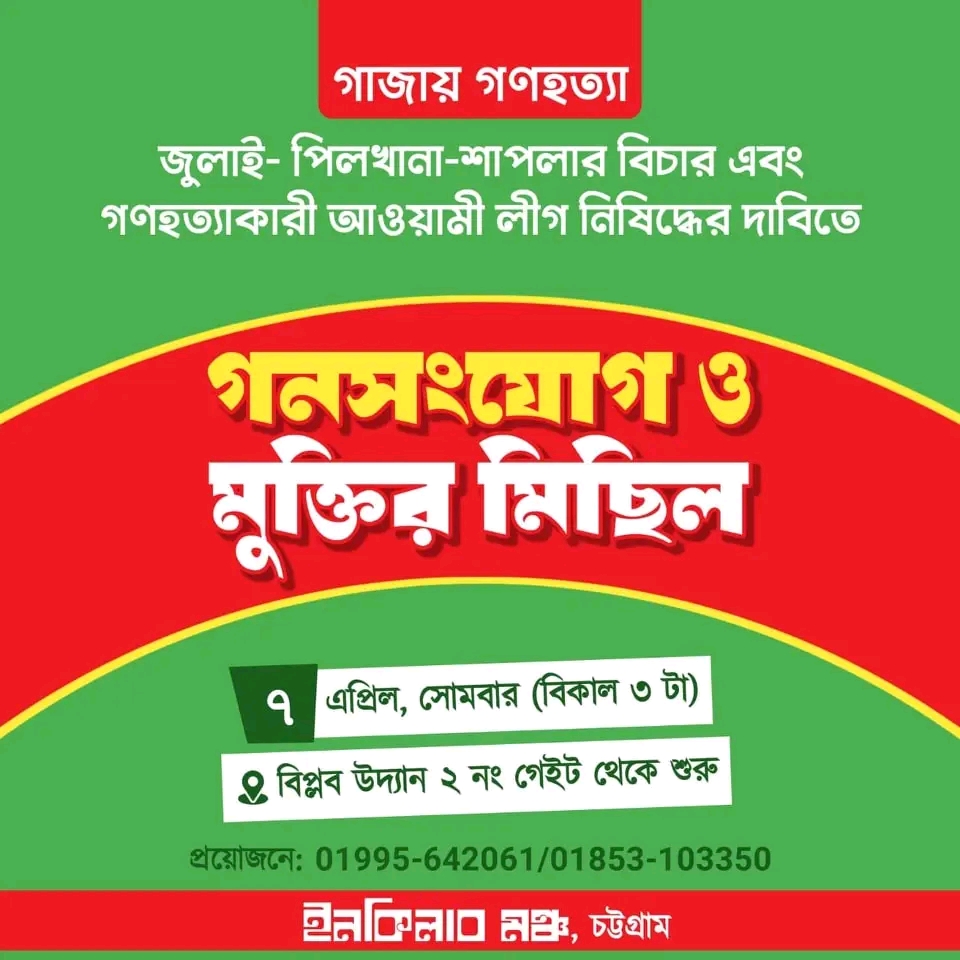 গাজায় গণহত্যা
জুলাই- পিলখানা-শাপলার বিচার এবং
গণহত্যাকারী আওয়ামী লীগ নিষিদ্ধের দাবিতে
গনসংযোগ ও
মুক্তির মিছিল
৭ এপ্রিল, সোমবার (বিকাল ৩ টা)
বিপ্লব উদ্যান ২ নং গেইট থেকে শুরু
প্রয়োজনে: 01995-642061/01853-103350
ইনকিলাব মঞ্চ, চট্টগ্রাম